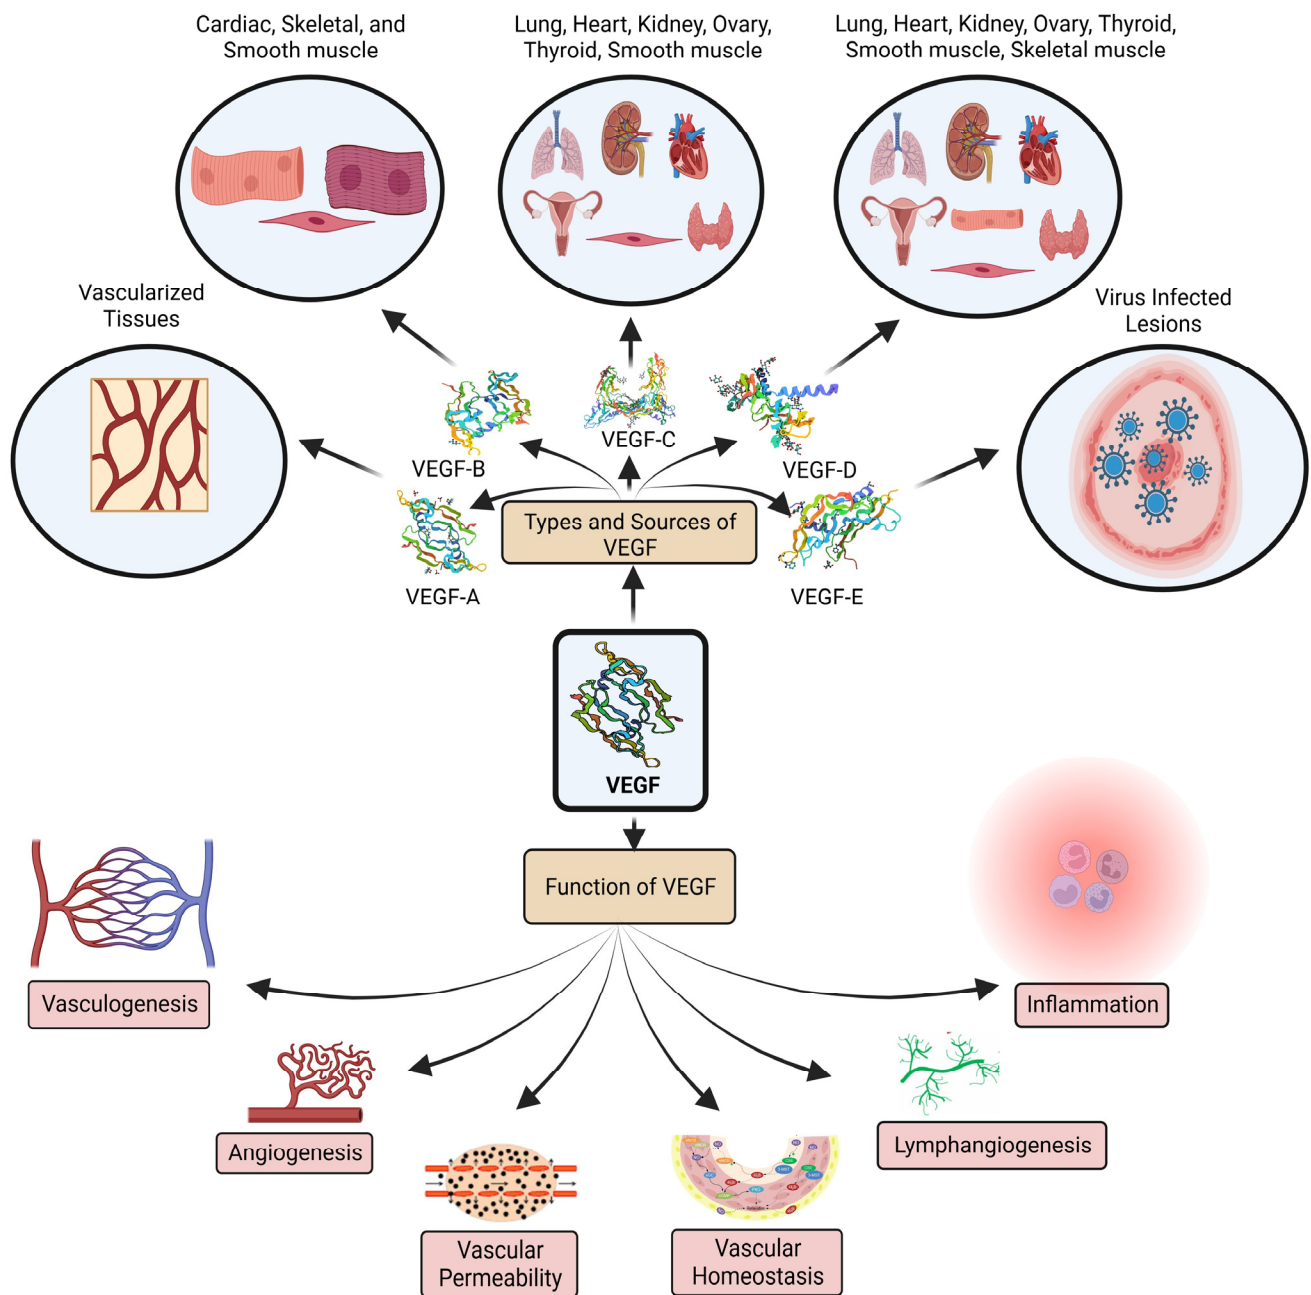 Cardiac, Skeletal, and
Smooth muscle
Lung, Heart, Kidney, Ovary,
Thyroid, Smooth muscle
Lung, Heart, Kidney, Ovary, Thyroid,
Smooth muscle, Skeletal muscle
Vascularized
Tissues
Virus Infected
Lesions
VEGF-B
VEGF-C
VEGF-D
Types and Sources of
VEGF
VEGF-A
VEGF-E
VEGF
Function of VEGF
Vasculogenesis
Inflammation
Angiogenesis
Lymphangiogenesis
Vascular
Permeability
Vascular
Homeostasis